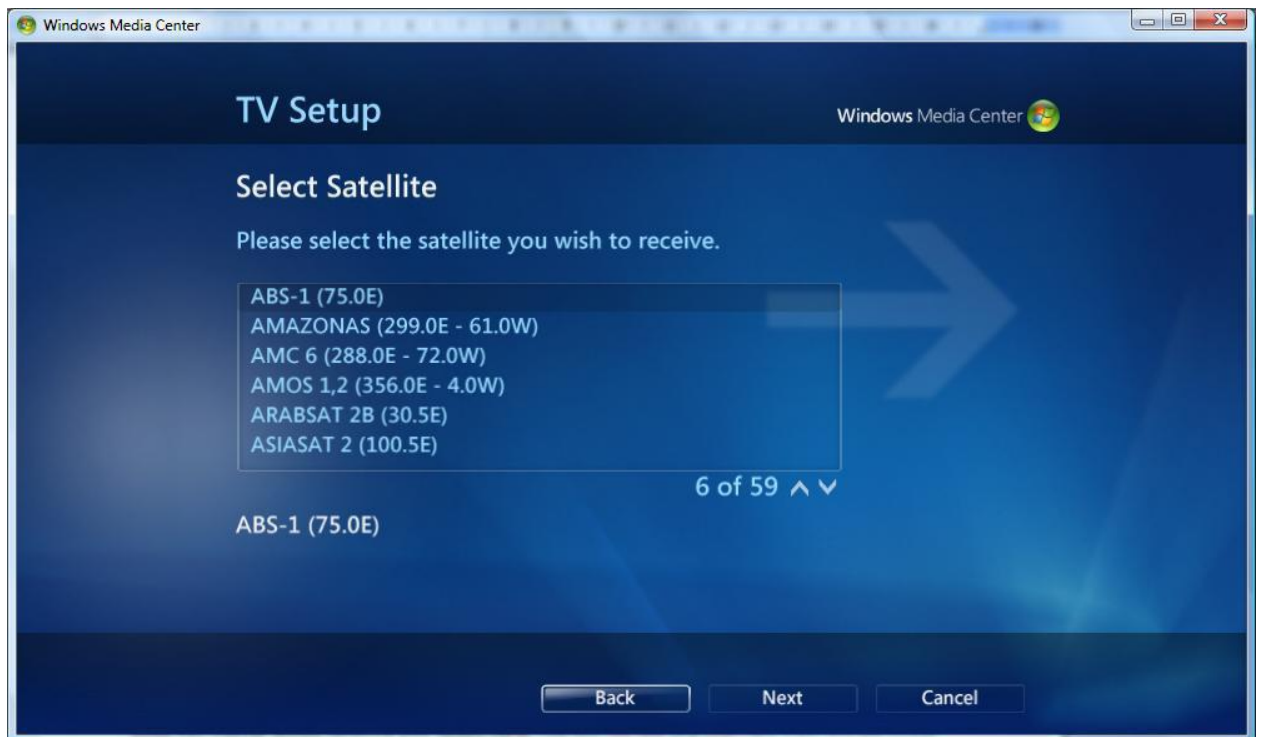 Windows Media Center
TV Setup
Windows Media Center
Select Satellite
Please select the satellite you wish to receive.
ABS-1 (75.0E)
AMAZONAS (299.0E - 61.0W)
AMC 6 (288.0E - 72.0W)
AMOS 1,2 (356.0E - 4.0W)
ARABSAT 2B (30.5E)
ASIASAT 2 (100.5E)
6 of 59
ABS-1 (75.0E)
Back Next Cancel